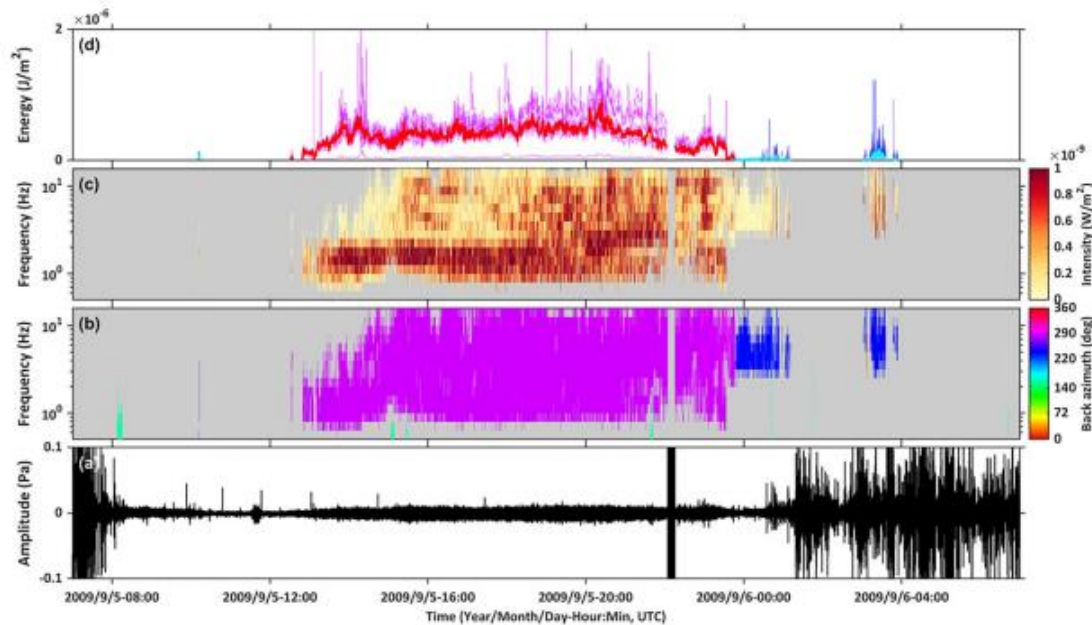 ×10⁻⁶
2
(d)
Energy (J/m²)
0
×10⁻⁹
(c)
10¹
10⁰
Frequency (Hz)
1
0.8
0.6
0.4
0.2
0
Intensity (W/m²)
(b)
10¹
10⁰
Frequency (Hz)
360
290
210
140
72
0
Back azimuth (deg)
0.1
(a)
0
-0.1
Amplitude (Pa)
2009/9/5-08:00 2009/9/5-12:00 2009/9/5-16:00 2009/9/5-20:00 2009/9/6-00:00 2009/9/6-04:00
Time (Year/Month/Day-Hour:Min, UTC)